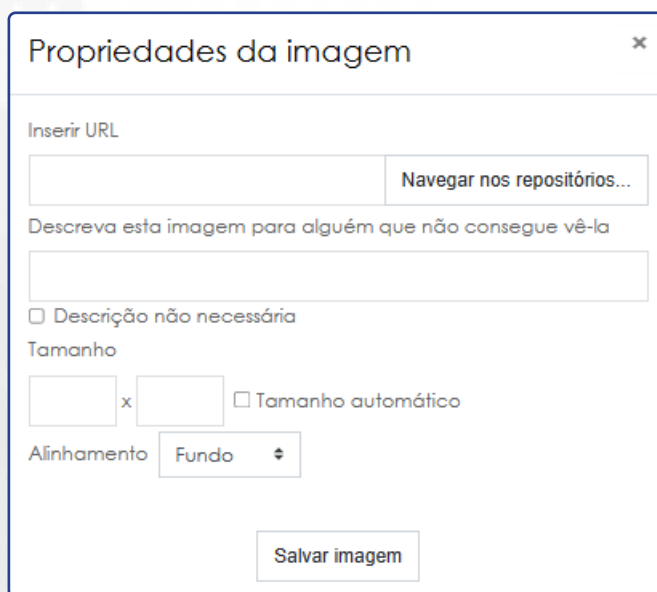 Propriedades da imagem ×
Inserir URL
Navegar nos repositórios...
Descreva esta imagem para alguém que não consegue vê-la
Descrição não necessária
Tamanho
x Tamanho automático
Alinhamento Fundo
Salvar imagem